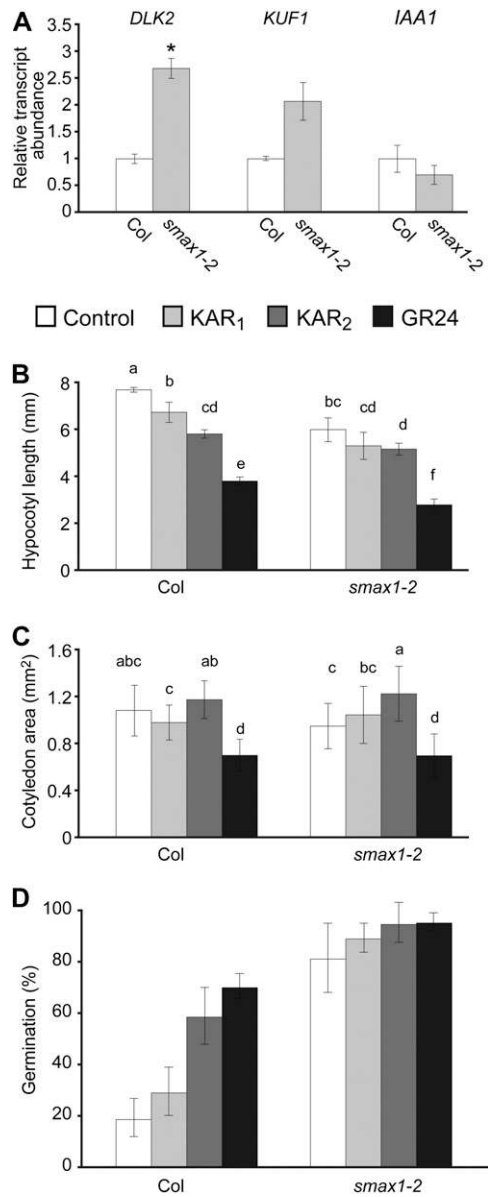 A
DLK2 KUF1 IAA1
Relative transcript
abundance
3.5
3
2.5
2
1.5
1
0.5
0
*
Col smax1-2 Col smax1-2 Col smax1-2
Control KAR1 KAR2 GR24
B
Hypocotyl length (mm)
8
6
4
2
0
a b cd e bc cd d f
Col smax1-2
C
Cotyledon area (mm2)
1.6
1.2
0.8
0.4
0
abc c ab d c bc a d
Col smax1-2
D
Germination (%)
100
80
60
40
20
0
Col smax1-2